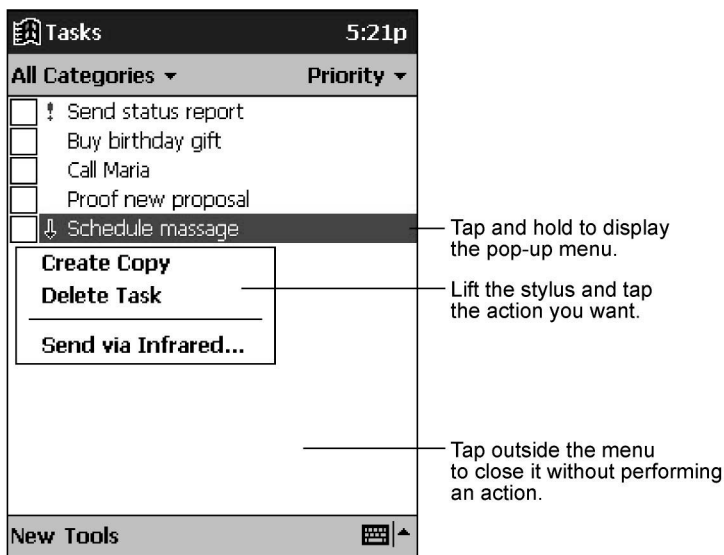 Tasks 5:21p
All Categories Priority
Send status report
Buy birthday gift
Call Maria
Proof new proposal
Schedule massage
Create Copy
Delete Task
Send via Infrared...
Tap and hold to display
the pop-up menu.
Lift the stylus and tap
the action you want.
Tap outside the menu
to close it without performing
an action.
New Tools